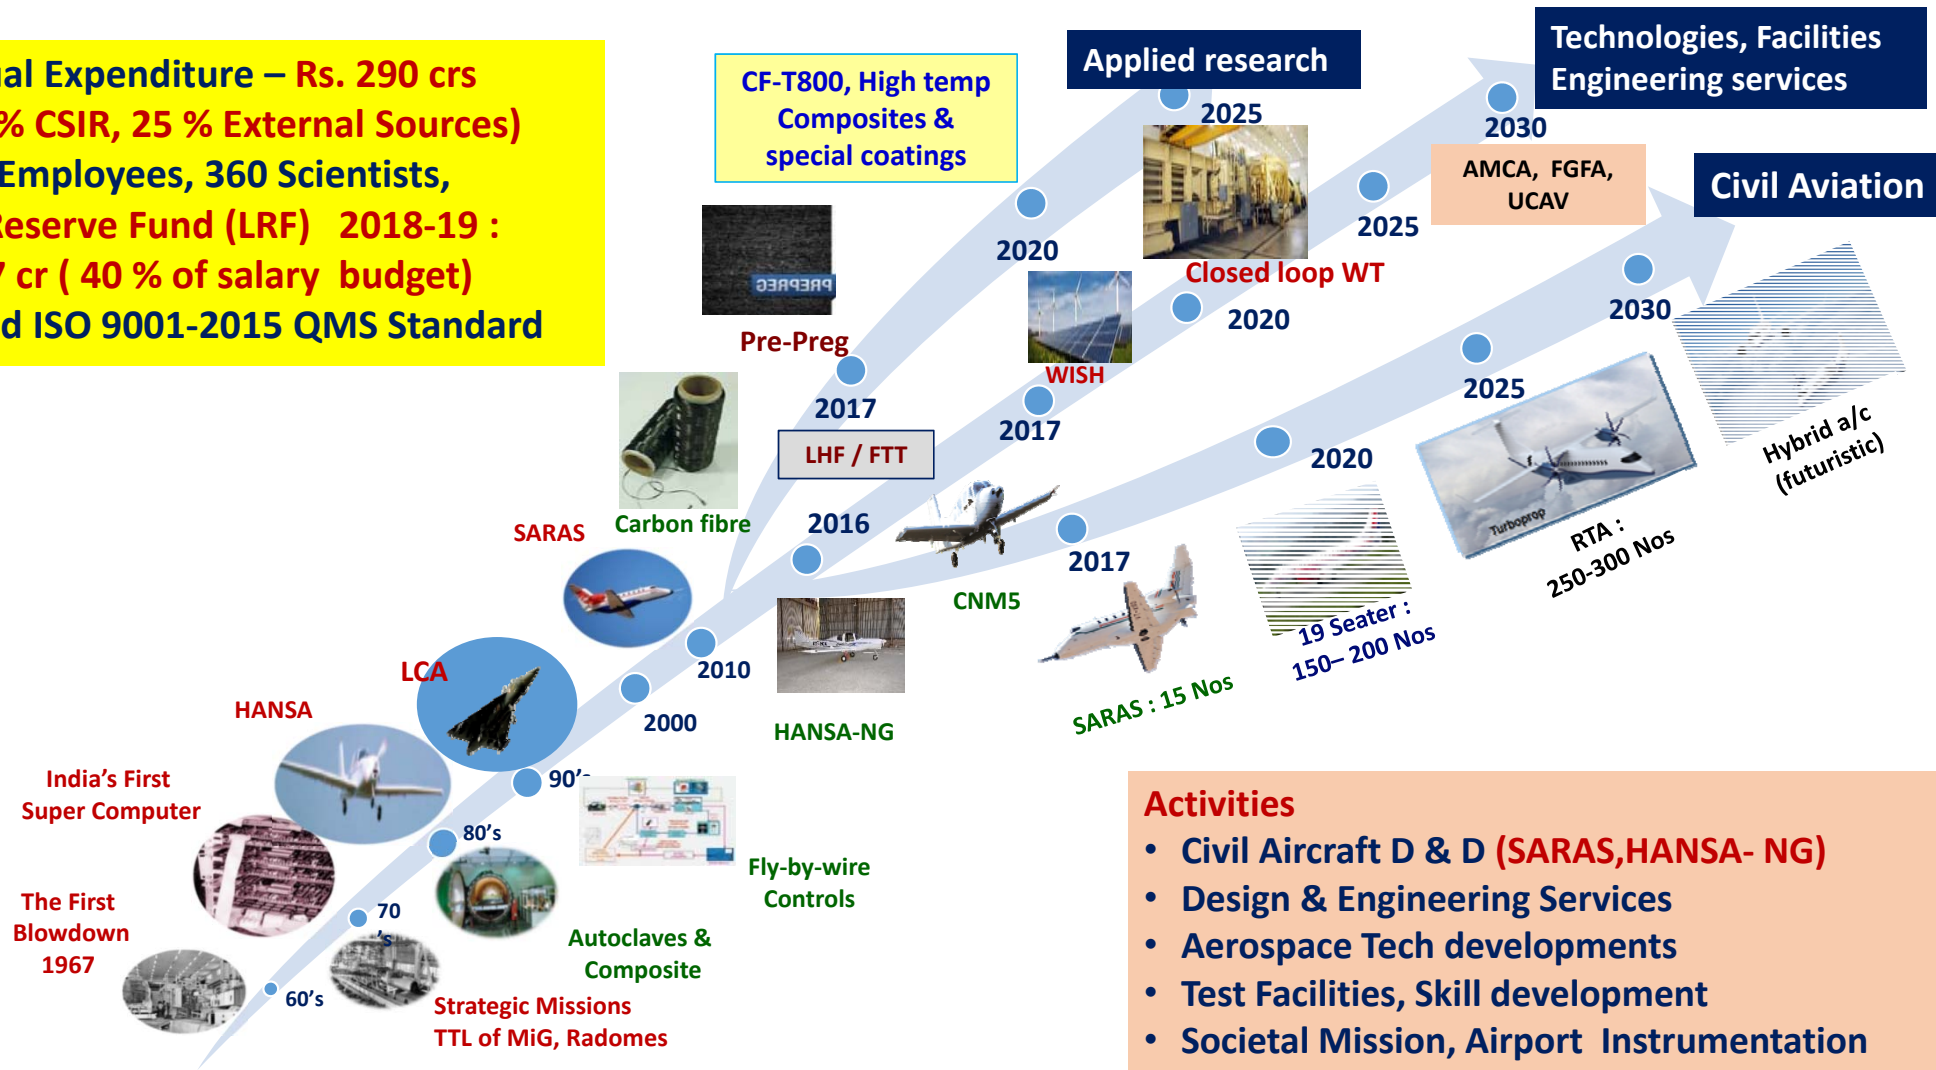 ual Expenditure – Rs. 290 crs
% CSIR, 25 % External Sources)
Employees, 360 Scientists,
Reserve Fund (LRF) 2018-19 :
7 cr ( 40 % of salary budget)
d ISO 9001-2015 QMS Standard
CF-T800, High temp
Composites &
special coatings
Applied research
2025
Technologies, Facilities
Engineering services
2030
AMCA, FGFA,
UCAV
Civil Aviation
2020
2025
Closed loop WT
2020
2030
PREPREG
Pre-Preg
2017
WISH
2017
2025
2020
LHF / FTT
Carbon fibre
2016
SARAS
CNM5
2017
Turboprop
RTA :
250-300 Nos
Hybrid a/c
(futuristic)
19 Seater :
150– 200 Nos
SARAS : 15 Nos
HANSA-NG
2010
2000
LCA
HANSA
90's
India’s First
Super Computer
80’s
Fly-by-wire
Controls
The First
Blowdown
1967
70
’s
Autoclaves &
Composite
60’s
Strategic Missions
TTL of MiG, Radomes
Activities
• Civil Aircraft D & D (SARAS,HANSA- NG)
• Design & Engineering Services
• Aerospace Tech developments
• Test Facilities, Skill development
• Societal Mission, Airport Instrumentation